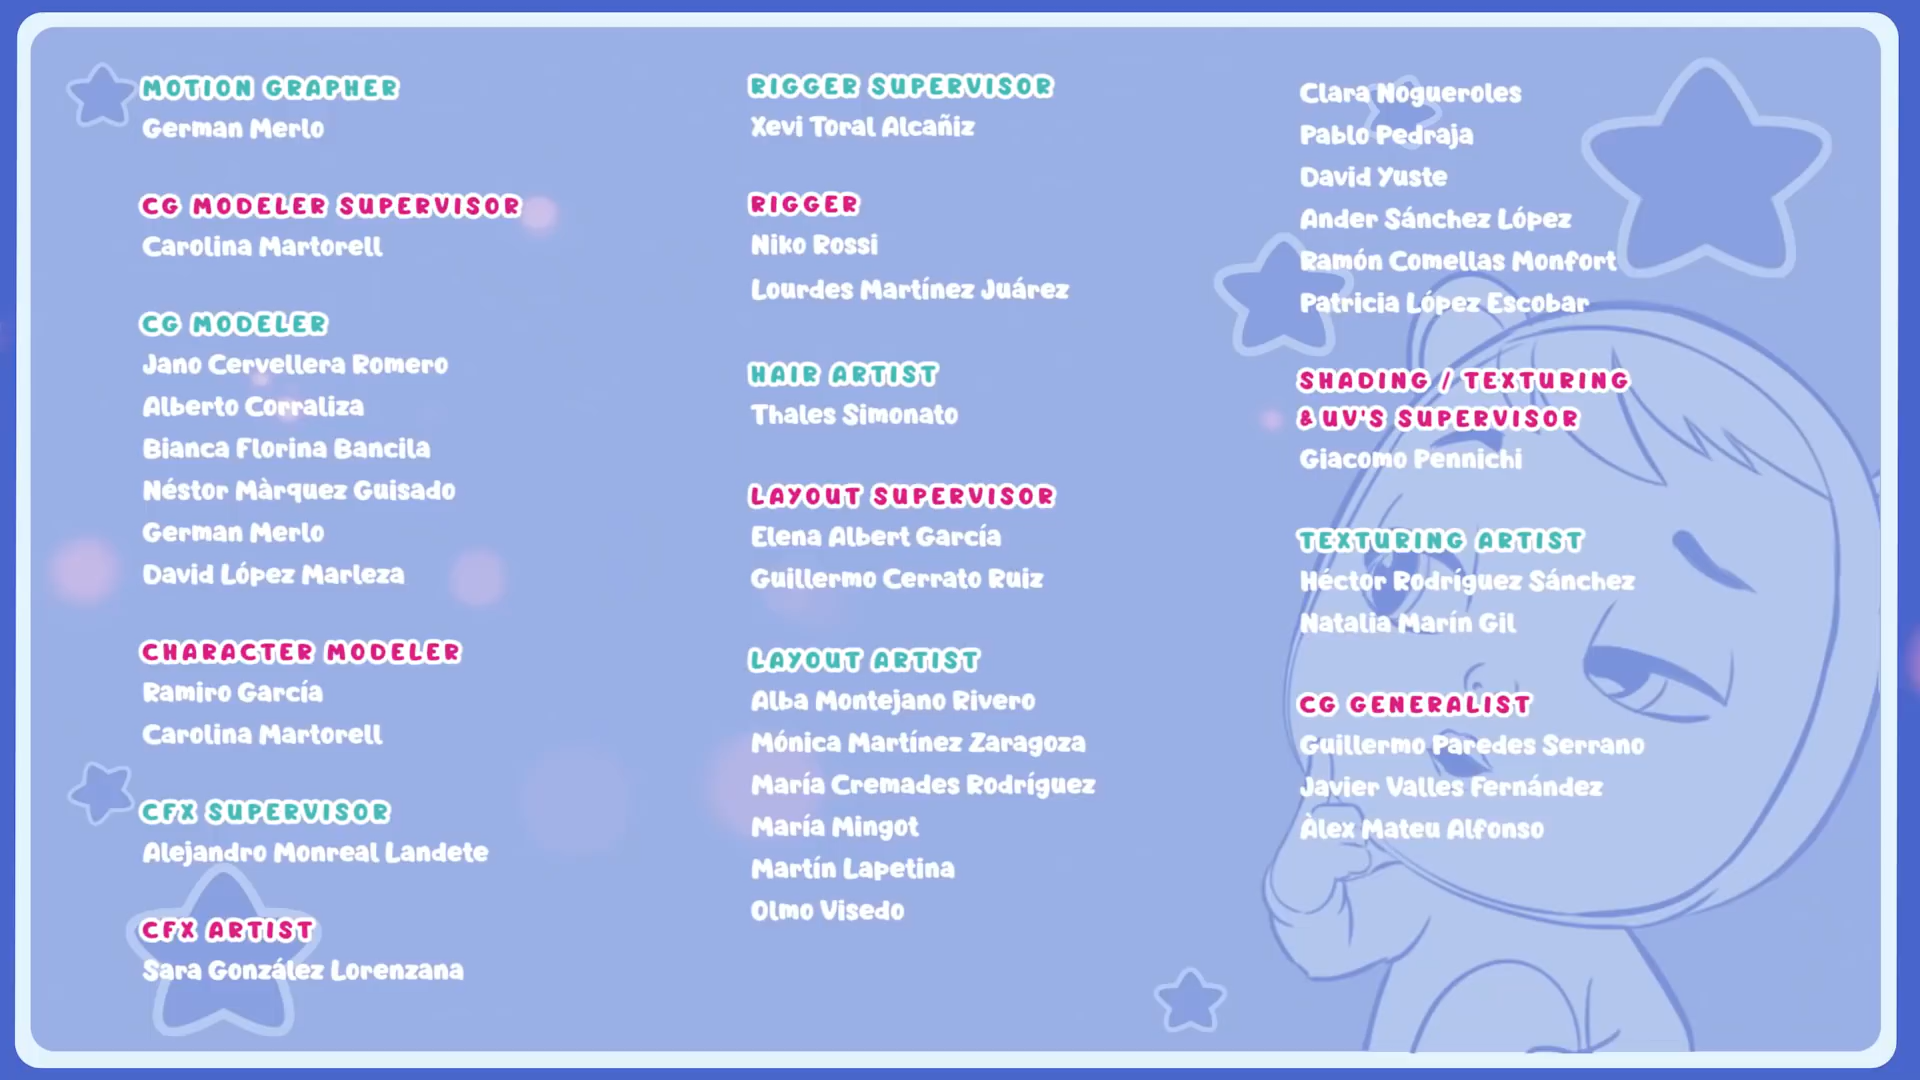 MOTION GRAPHER
German Merlo
CG MODELER SUPERVISOR
Carolina Martorell
CG MODELER
Jano Cervellera Romero
Alberto Corraliza
Bianca Florina Bancila
Néstor Màrquez Guisado
German Merlo
David López Marleza
CHARACTER MODELER
Ramiro García
Carolina Martorell
CFX SUPERVISOR
Alejandro Monreal Landete
CFX ARTIST
Sara González Lorenzana
RIGGER SUPERVISOR
Xevi Toral Alcañiz
RIGGER
Niko Rossi
Lourdes Martínez Juárez
HAIR ARTIST
Thales Simonato
LAYOUT SUPERVISOR
Elena Albert García
Guillermo Cerrato Ruiz
LAYOUT ARTIST
Alba Montejano Rivero
Mónica Martínez Zaragoza
María Cremades Rodríguez
María Mingot
Martín Lapetina
Olmo Visedo
Clara Nogueroles
Pablo Pedraja
David Yuste
Ander Sánchez López
Ramón Comellas Monfort
Patricia López Escobar
SHADING / TEXTURING
& UV'S SUPERVISOR
Giacomo Pennichi
TEXTURING ARTIST
Héctor Rodríguez Sánchez
Natalia Marín Gil
CG GENERALIST
Guillermo Paredes Serrano
Javier Valles Fernández
Àlex Mateu Alfonso